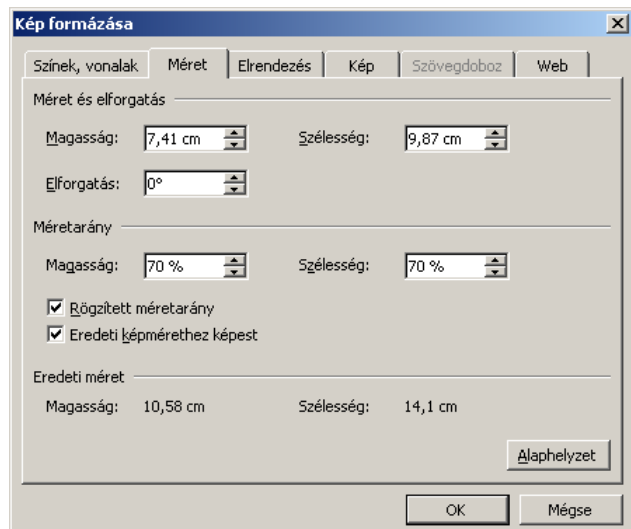 Kép formázása
Színek, vonalak Méret Elrendezés Kép Szövegdoboz Web
Méret és elforgatás
Magasság: 7,41 cm Szélesség: 9,87 cm
Elforgatás: 0°
Méretarány
Magasság: 70 % Szélesség: 70 %
Rögzített méretarány
Eredeti képmérethez képest
Eredeti méret
Magasság: 10,58 cm Szélesség: 14,1 cm
Alaphelyzet
OK Mégse